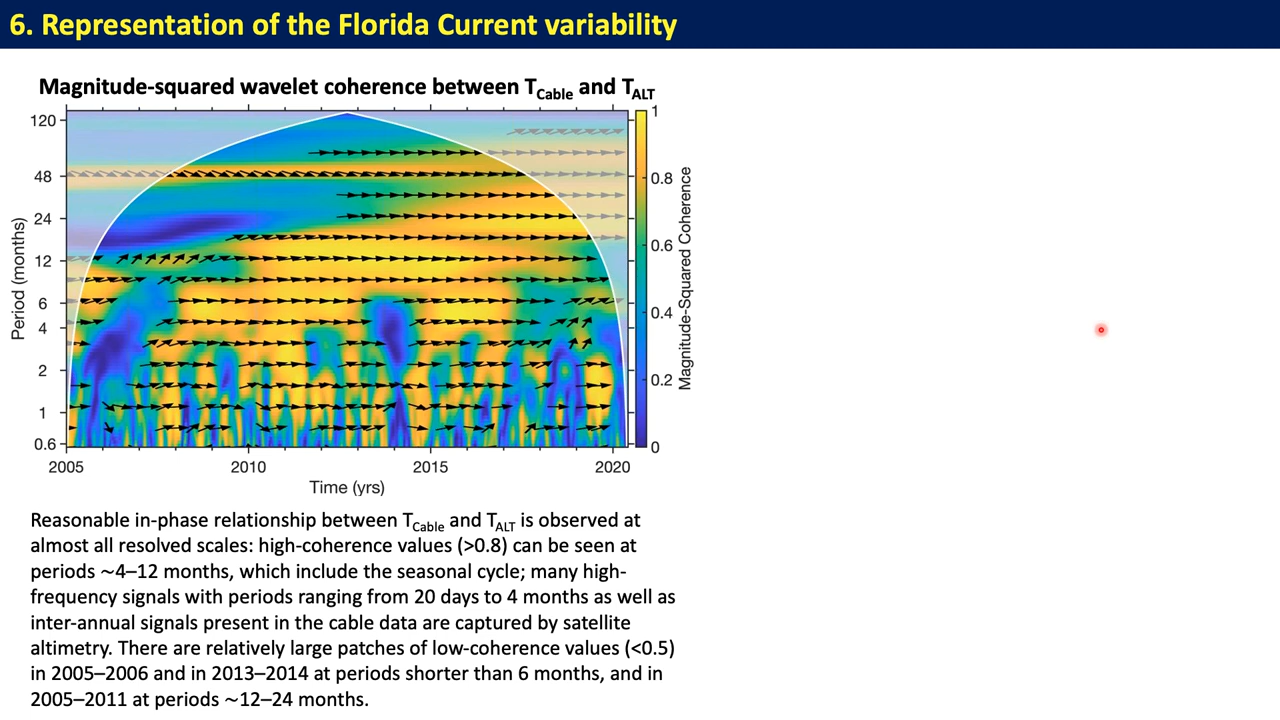 6. Representation of the Florida Current variability
Magnitude-squared wavelet coherence between TCable and TALT
120
48
24
12
6
4
2
1
0.6
Period (months)
2005
2010
2015
2020
Time (yrs)
1
0.8
0.6
0.4
0.2
0
Magnitude-Squared Coherence
Reasonable in-phase relationship between TCable and TALT is observed at
almost all resolved scales: high-coherence values (>0.8) can be seen at
periods ~4–12 months, which include the seasonal cycle; many high-
frequency signals with periods ranging from 20 days to 4 months as well as
inter-annual signals present in the cable data are captured by satellite
altimetry. There are relatively large patches of low-coherence values (<0.5)
in 2005–2006 and in 2013–2014 at periods shorter than 6 months, and in
2005–2011 at periods ~12–24 months.